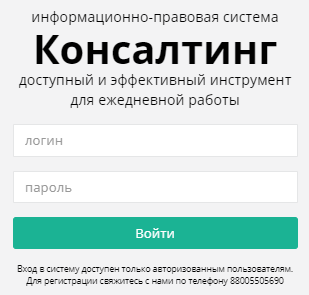 информационно-правовая система
Консалтинг
доступный и эффективный инструмент
для ежедневной работы
логин
пароль
Войти
Вход в систему доступен только авторизованным пользователям.
Для регистрации свяжитесь с нами по телефону 88005505690